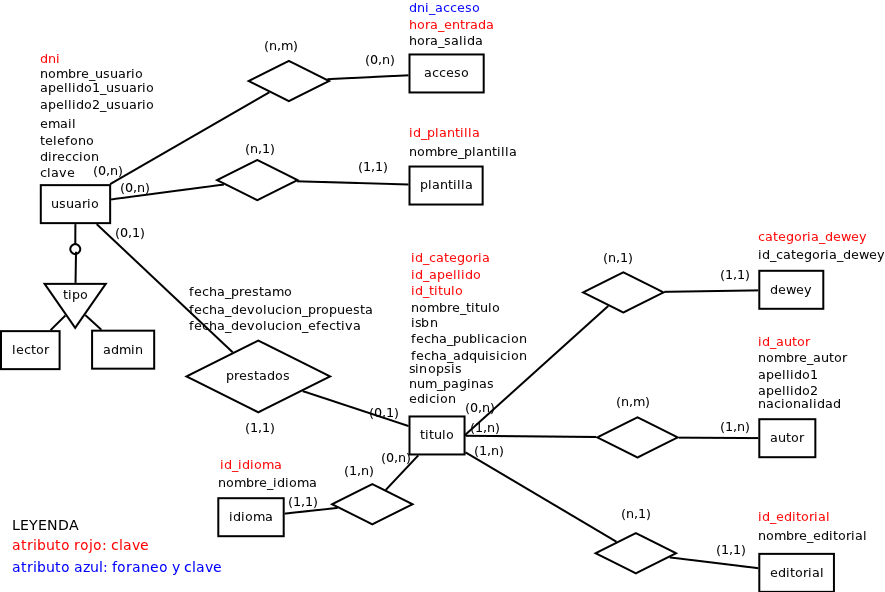 dni_acceso
hora_entrada
hora_salida
acceso
(n,m)
(0,n)
dni
nombre_usuario
apellido1_usuario
apellido2_usuario
email
telefono
direccion
clave
(0,n)
usuario
(0,n)
(n,1)
(1,1)
id_plantilla
nombre_plantilla
plantilla
(0,1)
tipo
lector
admin
fecha_prestamo
fecha_devolucion_propuesta
fecha_devolucion_efectiva
prestados
(1,1)
(0,1)
id_categoria
id_apellido
id_titulo
nombre_titulo
isbn
fecha_publicacion
fecha_adquisicion
sinopsis
num_paginas
edicion
titulo
(0,n)
(n,1)
(1,1)
categoria_dewey
id_categoria_dewey
dewey
(1,n)
(n,m)
(1,n)
id_autor
nombre_autor
apellido1
apellido2
nacionalidad
autor
(1,n)
(n,1)
(1,1)
id_editorial
nombre_editorial
editorial
(0,n)
(1,n)
(1,1)
id_idioma
nombre_idioma
idioma
LEYENDA
atributo rojo: clave
atributo azul: foraneo y clave